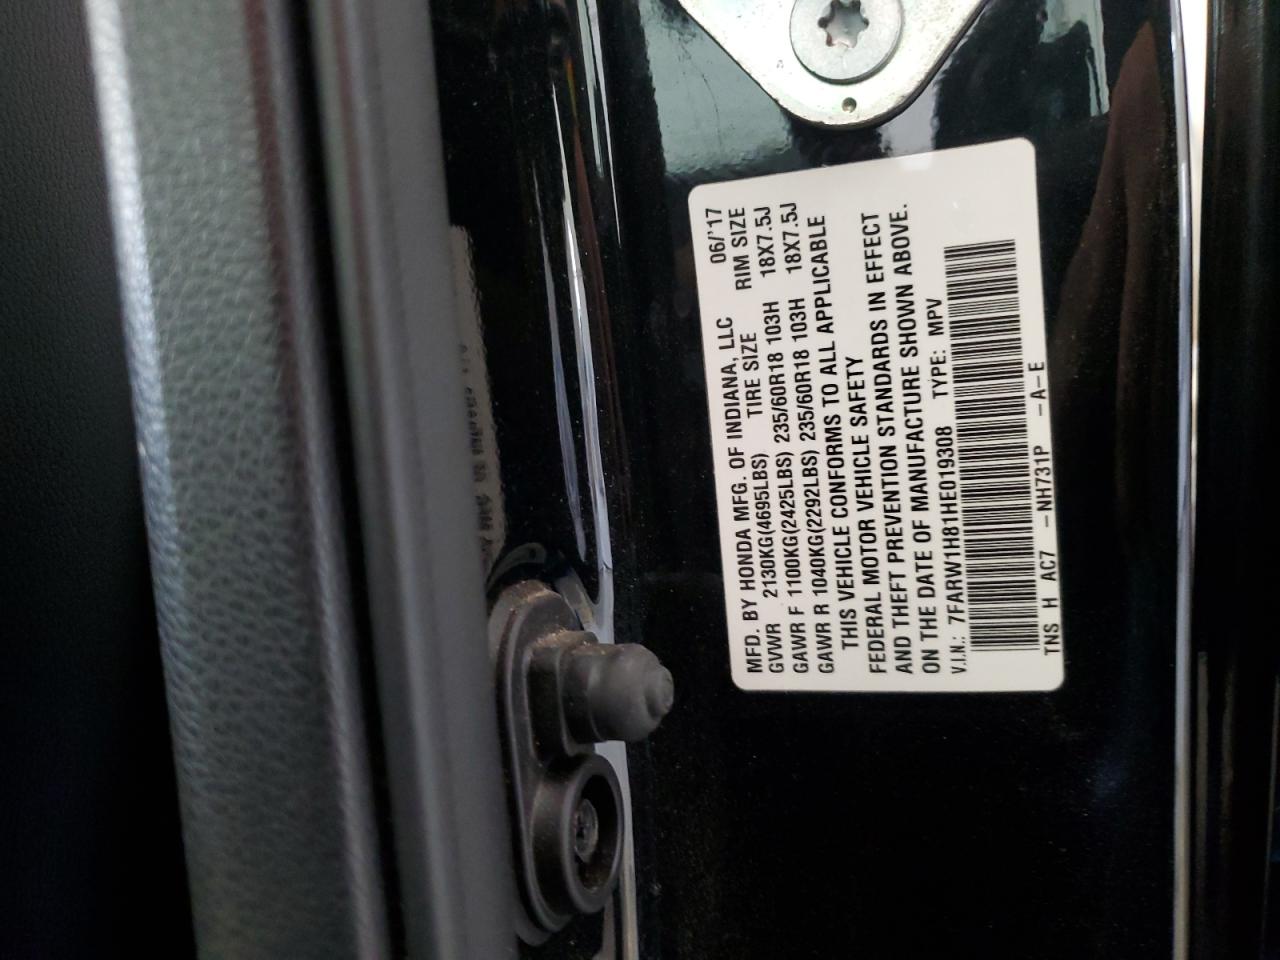 MFD. BY HONDA MFG. OF INDIANA, LLC 06/'17
GVWR 2130KG(4695LBS) TIRE SIZE RIM SIZE
GAWR F 1100KG(2425LBS) 235/60R18 103H 18X7.5J
GAWR R 1040KG(2292LBS) 235/60R18 103H 18X7.5J
THIS VEHICLE CONFORMS TO ALL APPLICABLE
FEDERAL MOTOR VEHICLE SAFETY
AND THEFT PREVENTION STANDARDS IN EFFECT
ON THE DATE OF MANUFACTURE SHOWN ABOVE.
V.I.N.: 7FARW1H81HE019308 TYPE: MPV
TNS H AC7 -NH731P -A-E